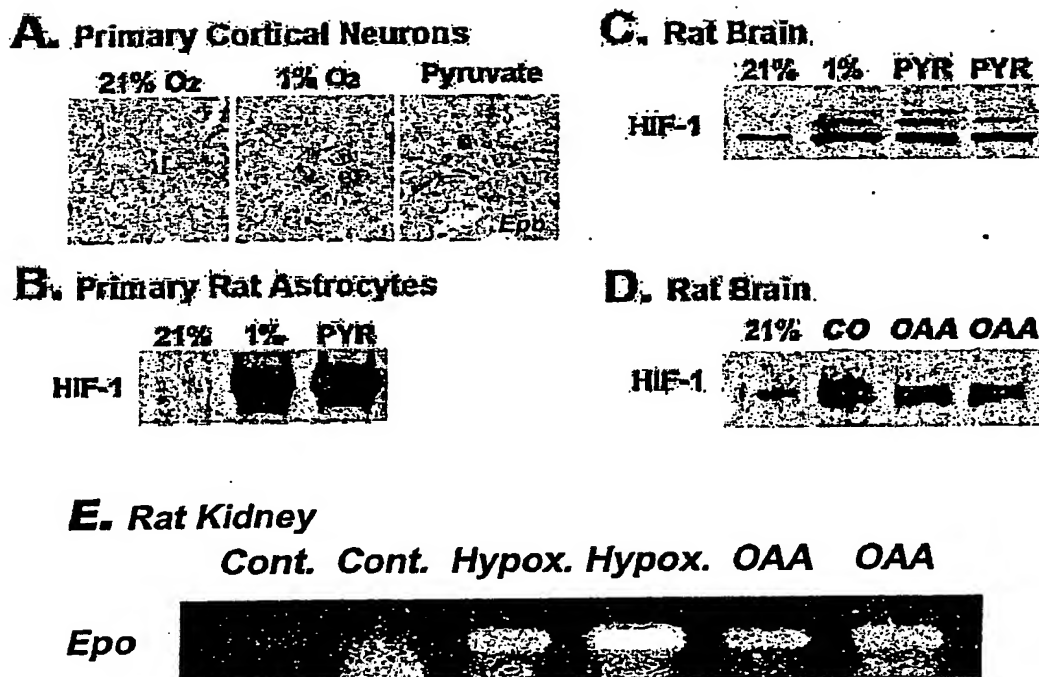 A. Primary Cortical Neurons
21% O2 1% O2 Pyruvate
Epo
B. Primary Rat Astrocytes
21% 1% PYR
HIF-1
C. Rat Brain
21% 1% PYR PYR
HIF-1
D. Rat Brain
21% CO OAA OAA
HIF-1
E. Rat Kidney
Cont. Cont. Hypox. Hypox. OAA OAA
Epo